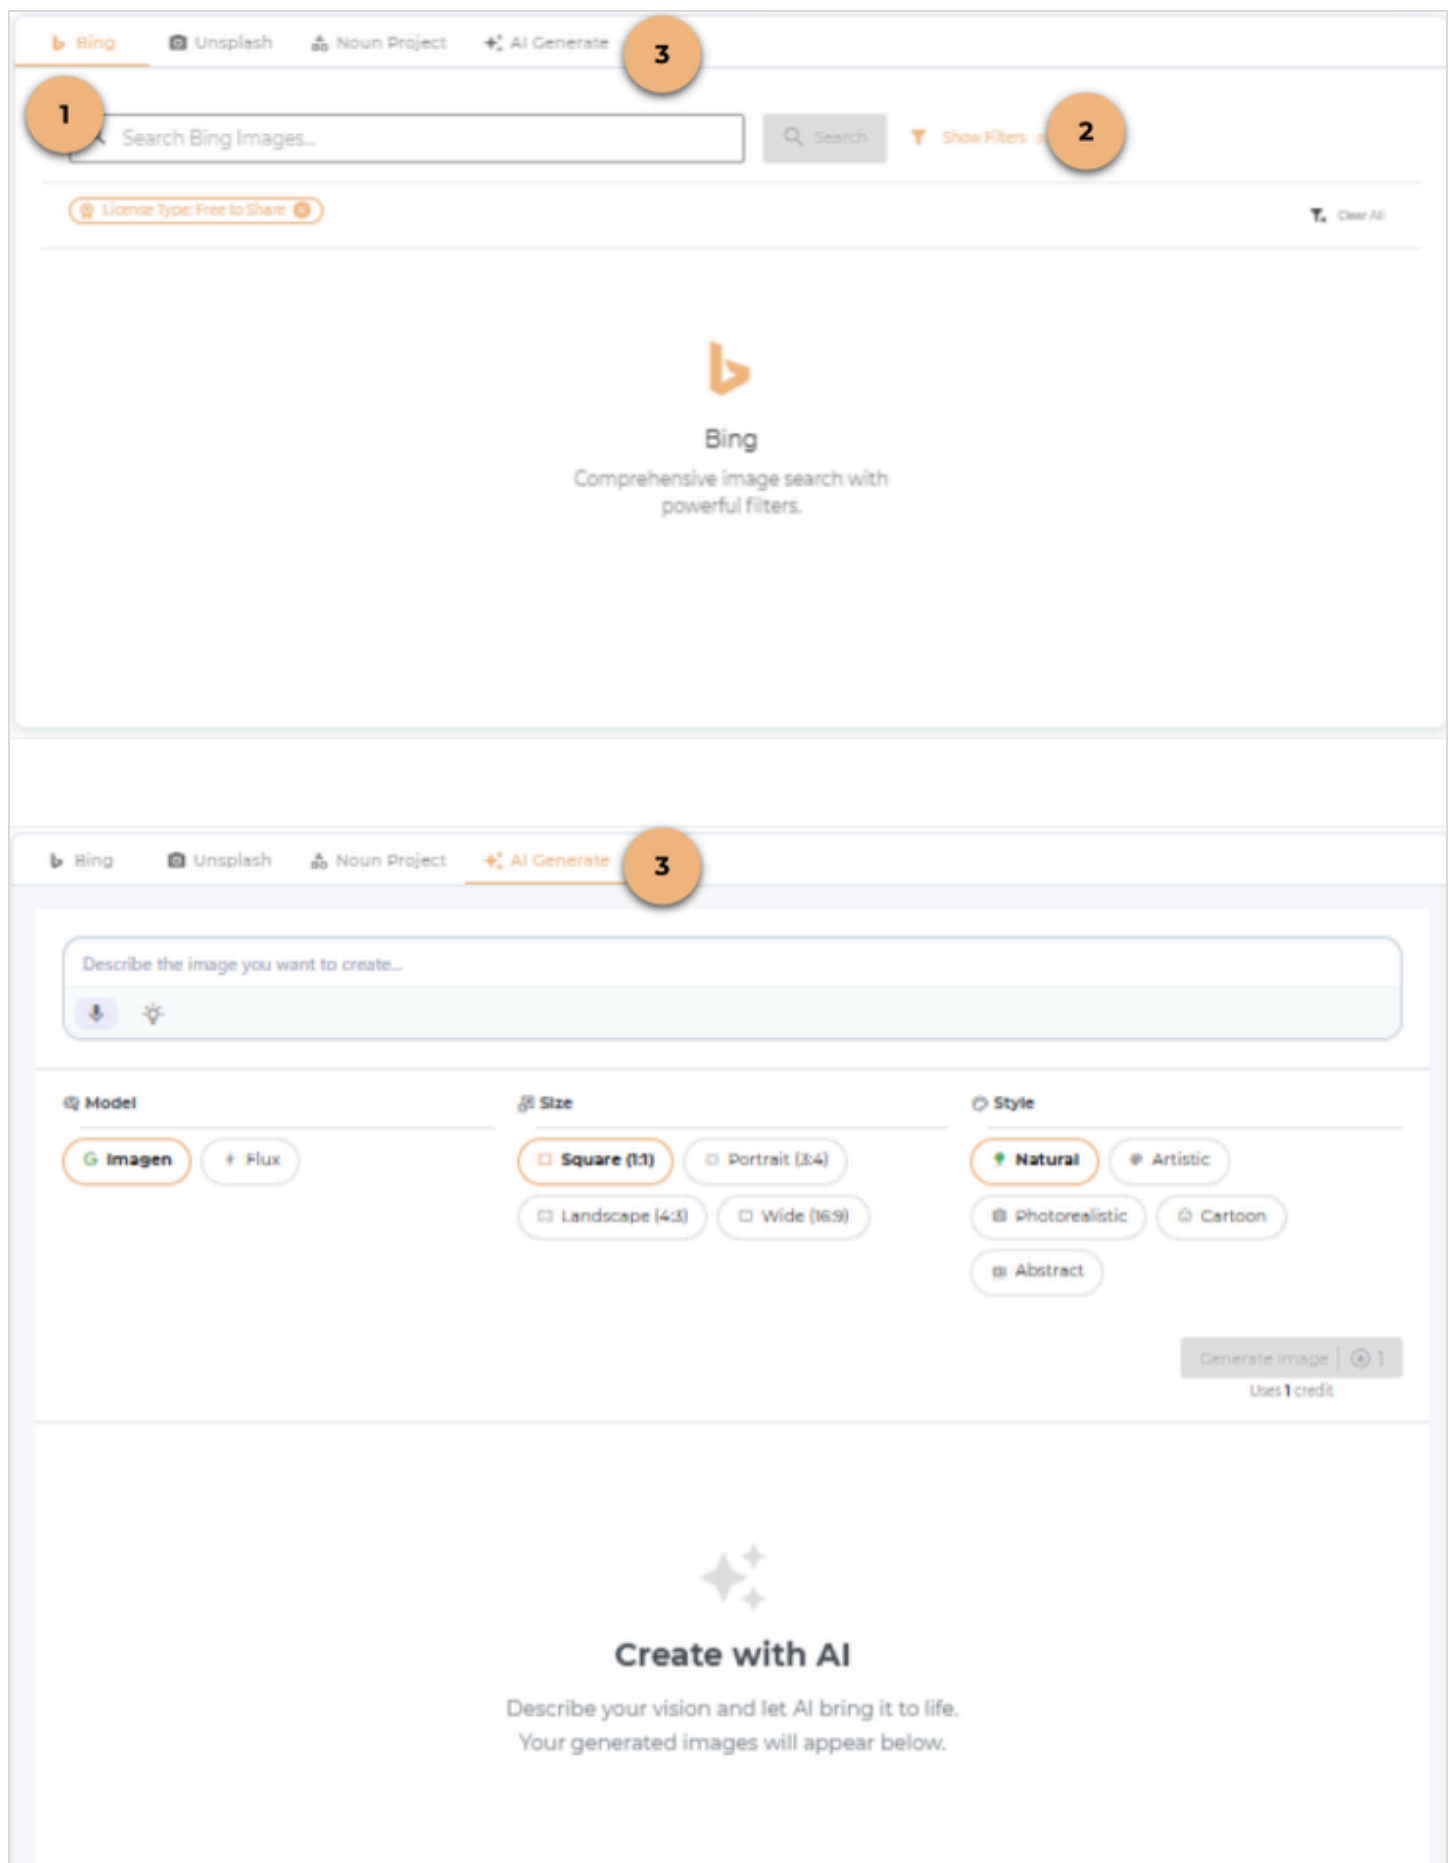 Bing Unsplash Noun Project AI Generate 3
1
Search Bing Images... Search Show Filters 2
License Type: Free to Share Clear All
Bing
Comprehensive image search with
powerful filters.
Bing Unsplash Noun Project AI Generate 3
Describe the image you want to create...
Model Size Style
G Imagen Flux Square (1:1) Portrait (3:4) Natural Artistic
Landscape (4:3) Wide (16:9) Photorealistic Cartoon
Abstract
Generate Image 1
Uses 1 credit
Create with AI
Describe your vision and let AI bring it to life.
Your generated images will appear below.